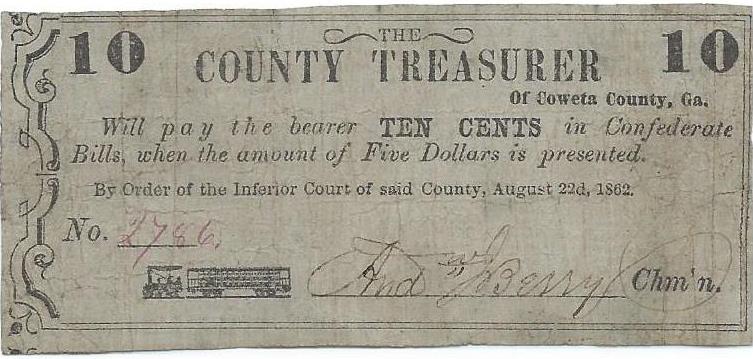 10 THE 10
COUNTY TREASURER
Of Coweta County, Ga.
Will pay the bearer TEN CENTS in Confederate
Bills, when the amount of Five Dollars is presented.
By Order of the Inferior Court of said County, August 22d, 1862.
No. 2786.
And J Berry Chm'n.